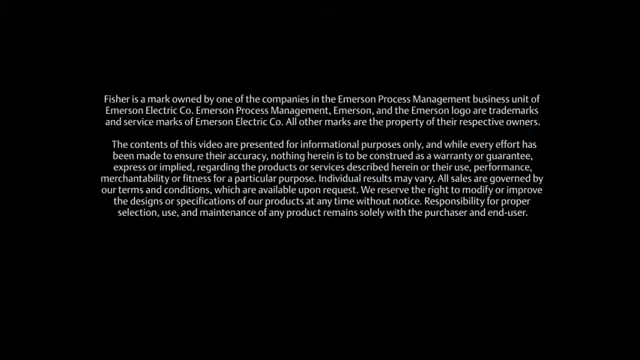 Fisher is a mark owned by one of the companies in the Emerson Process Management business unit of
Emerson Electric Co. Emerson Process Management, Emerson, and the Emerson logo are trademarks
and service marks of Emerson Electric Co. All other marks are the property of their respective owners.
The contents of this video are presented for informational purposes only, and while every effort has
been made to ensure their accuracy, nothing herein is to be construed as a warranty or guarantee,
express or implied, regarding the products or services described herein or their use, performance,
merchantability or fitness for a particular purpose. Individual results may vary. All sales are governed by
our terms and conditions, which are available upon request. We reserve the right to modify or improve
the designs or specifications of our products at any time without notice. Responsibility for proper
selection, use, and maintenance of any product remains solely with the purchaser and end-user.